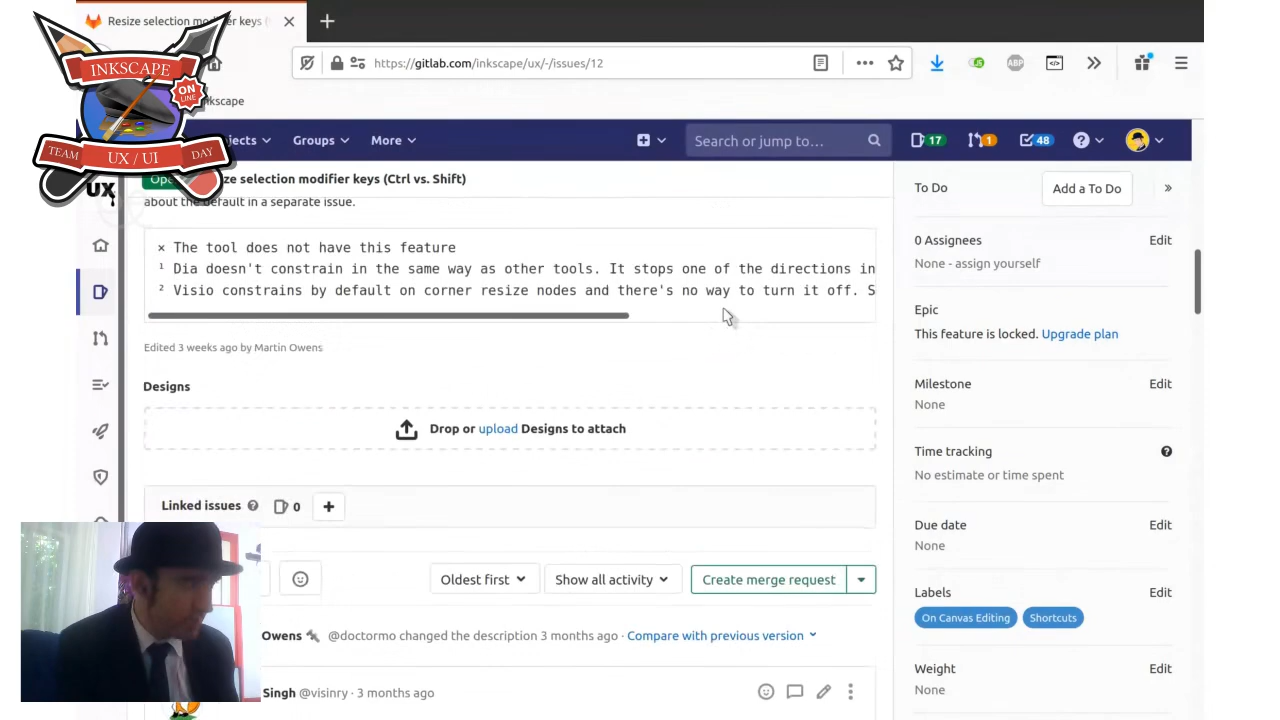 Resize selection modifier keys (
INKSCAPE
ON
LINE
TEAM
UX / UI
DAY
https://gitlab.com/inkscape/ux/-/issues/12
ABP
kscape
jects
Groups
More
Search or jump to...
17
1
48
UX
Ope
ze selection modifier keys (Ctrl vs. Shift)
about the default in a separate issue.
× The tool does not have this feature
¹ Dia doesn't constrain in the same way as other tools. It stops one of the directions in
² Visio constrains by default on corner resize nodes and there's no way to turn it off. S
Edited 3 weeks ago by Martin Owens
Designs
Drop or upload Designs to attach
Linked issues
0
Oldest first
Show all activity
Create merge request
Owens @doctormo changed the description 3 months ago · Compare with previous version
Singh @visinry · 3 months ago
To Do
Add a To Do
0 Assignees
Edit
None - assign yourself
Epic
This feature is locked. Upgrade plan
Milestone
Edit
None
Time tracking
No estimate or time spent
Due date
Edit
None
Labels
Edit
On Canvas Editing
Shortcuts
Weight
Edit
None